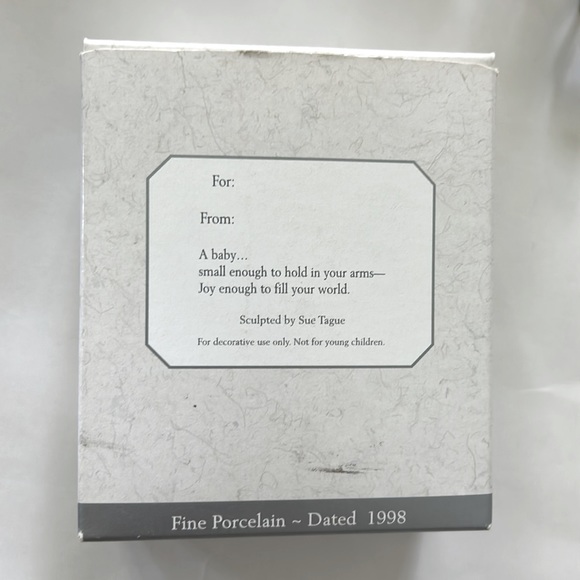 For:
From:
A baby...
small enough to hold in your arms—
Joy enough to fill your world.
Sculpted by Sue Tague
For decorative use only. Not for young children.
Fine Porcelain ~ Dated 1998